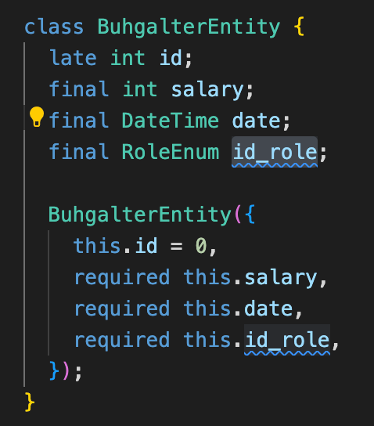 class BuhgalterEntity {
late int id;
final int salary;
final DateTime date;
final RoleEnum id_role;
BuhgalterEntity({
this.id = 0,
required this.salary,
required this.date,
required this.id_role,
});
}